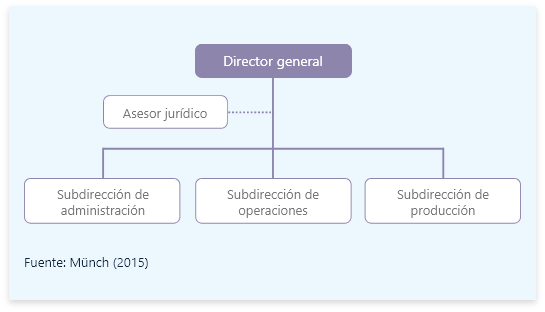 Director general
Asesor jurídico
Subdirección de
administración
Subdirección de
operaciones
Subdirección de
producción
Fuente: Münch (2015)